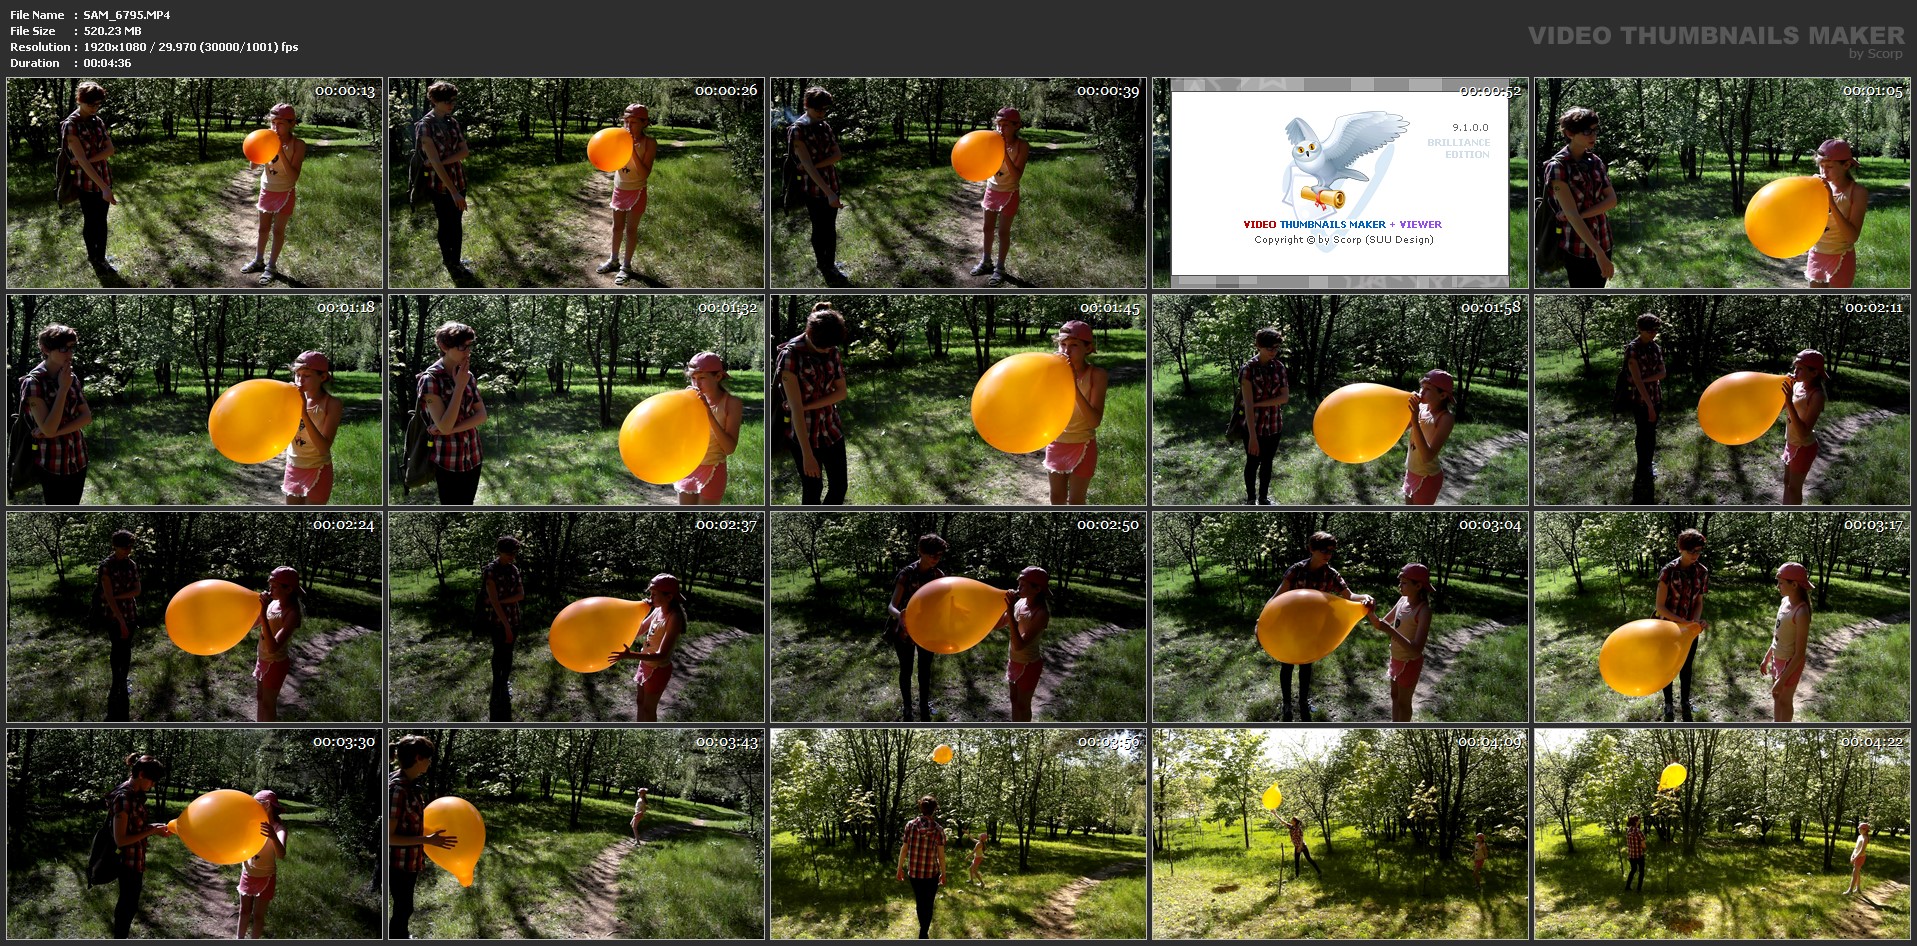 File Name : SAM_6795.MP4
File Size : 520.23 MB
Resolution : 1920x1080 / 29.970 (30000/1001) fps
Duration : 00:04:36
VIDEO THUMBNAILS MAKER
by Scorp
00:00:13
00:00:26
00:00:39
00:00:52
9.1.0.0
BRILLIANCE
EDITION
VIDEO THUMBNAILS MAKER + VIEWER
Copyright © by Scorp (SUU Design)
00:01:05
00:01:18
00:01:32
00:01:45
00:01:58
00:02:11
00:02:24
00:02:37
00:02:50
00:03:04
00:03:17
00:03:30
00:03:43
00:03:56
00:04:09
00:04:22